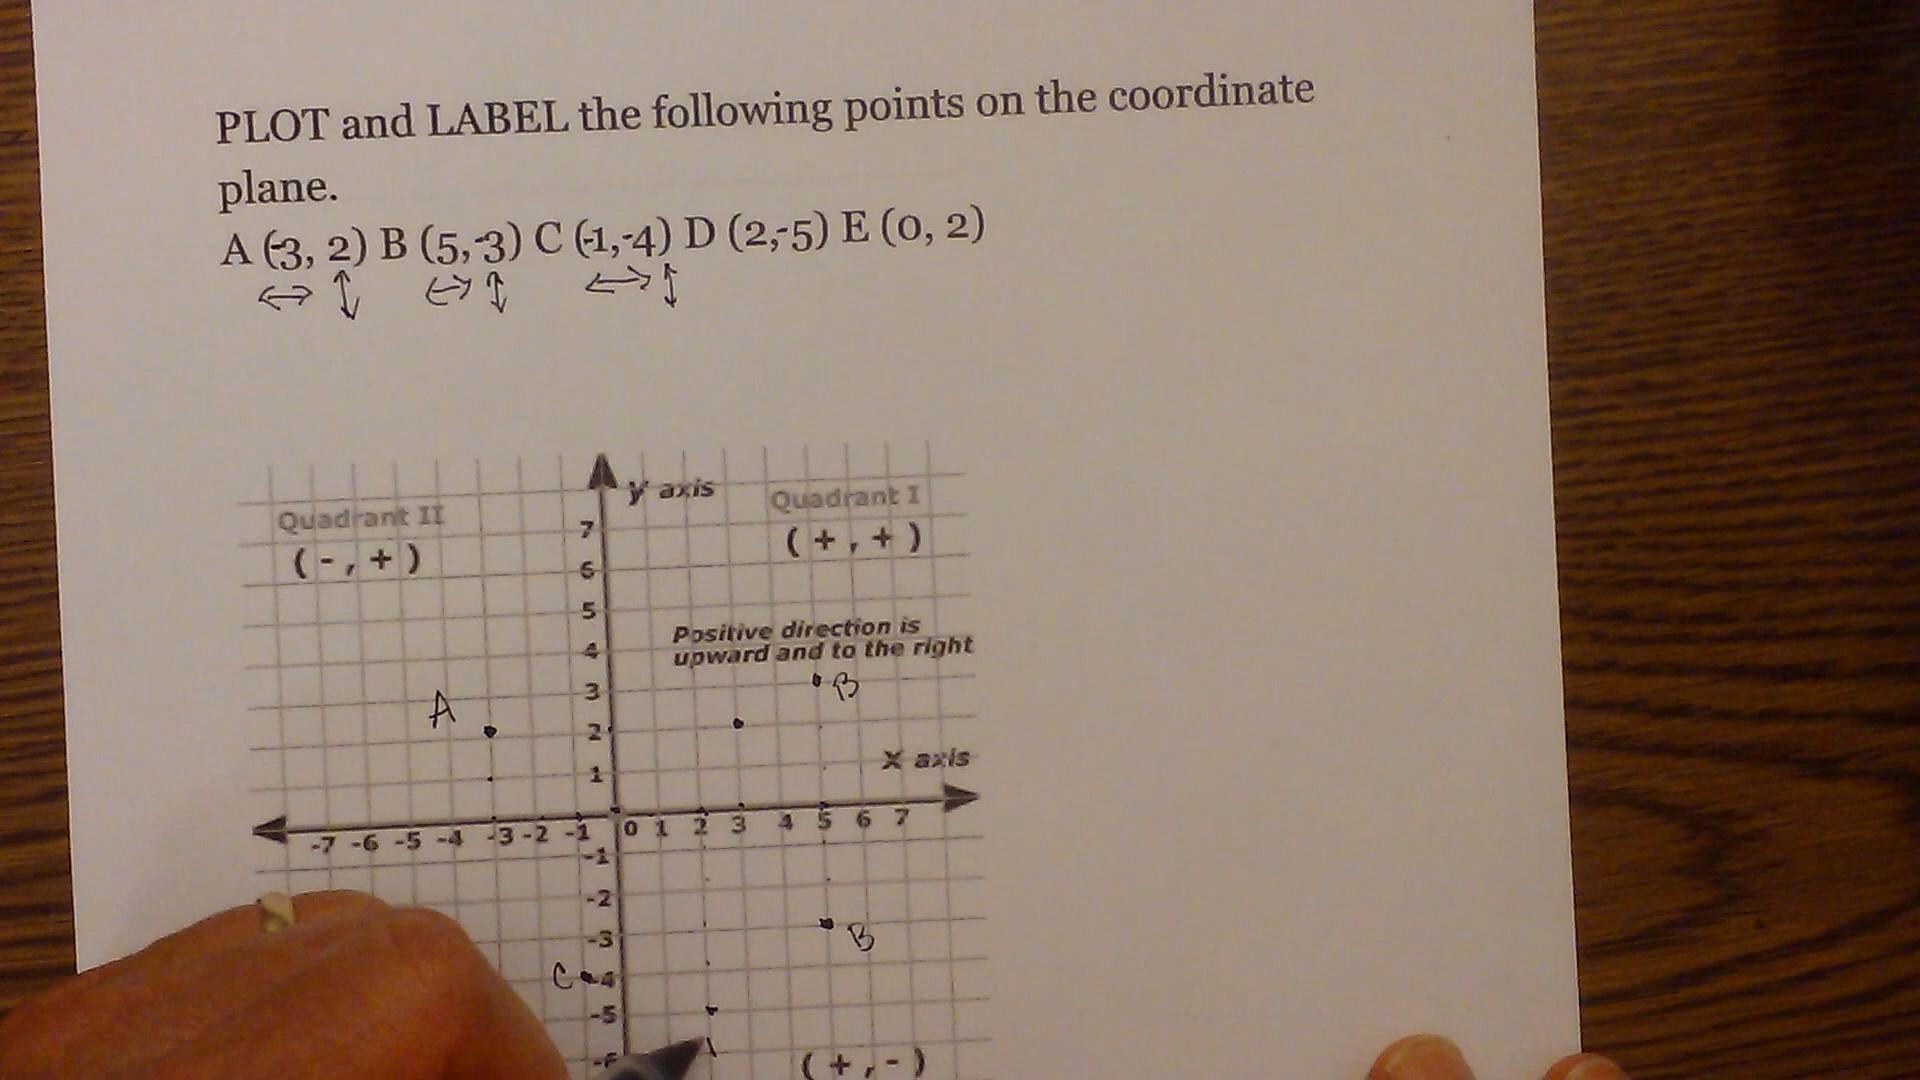 PLOT and LABEL the following points on the coordinate
plane.
A (-3, 2) B (5,-3) C (-1,-4) D (2,-5) E (0, 2)
y axis
Quadrant II
Quadrant I
(-, +)
(+, +)
7
6
5
Positive direction is
4
upward and to the right
3
B
A
2
X axis
1
-7 -6 -5 -4 -3 -2 -1 0 1 2 3 4 5 6 7
-1
-2
-3
B
C
-4
-5
(+, -)